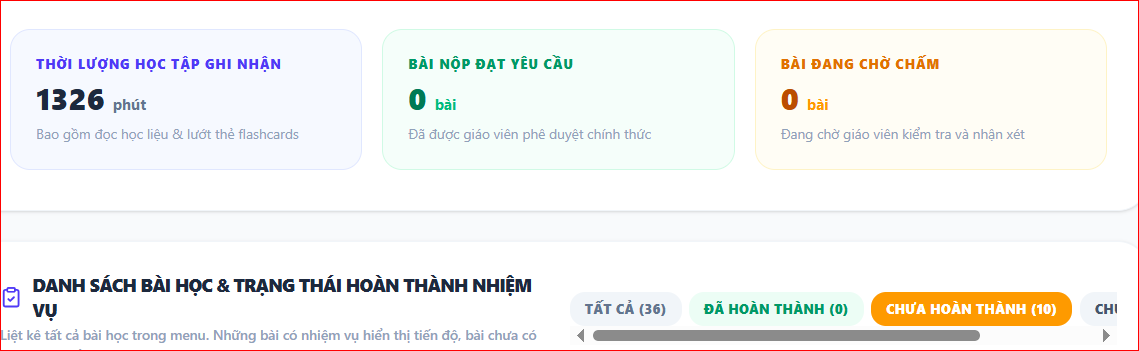 THỜI LƯỢNG HỌC TẬP GHI NHẬN
1326 phút
Bao gồm đọc học liệu & lướt thẻ flashcards
BÀI NỘP ĐẠT YÊU CẦU
0 bài
Đã được giáo viên phê duyệt chính thức
BÀI ĐANG CHỜ CHẤM
0 bài
Đang chờ giáo viên kiểm tra và nhận xét
DANH SÁCH BÀI HỌC & TRẠNG THÁI HOÀN THÀNH NHIỆM
VỤ
Liệt kê tất cả bài học trong menu. Những bài có nhiệm vụ hiển thị tiến độ, bài chưa có
TẤT CẢ (36)
ĐÃ HOÀN THÀNH (0)
CHƯA HOÀN THÀNH (10)